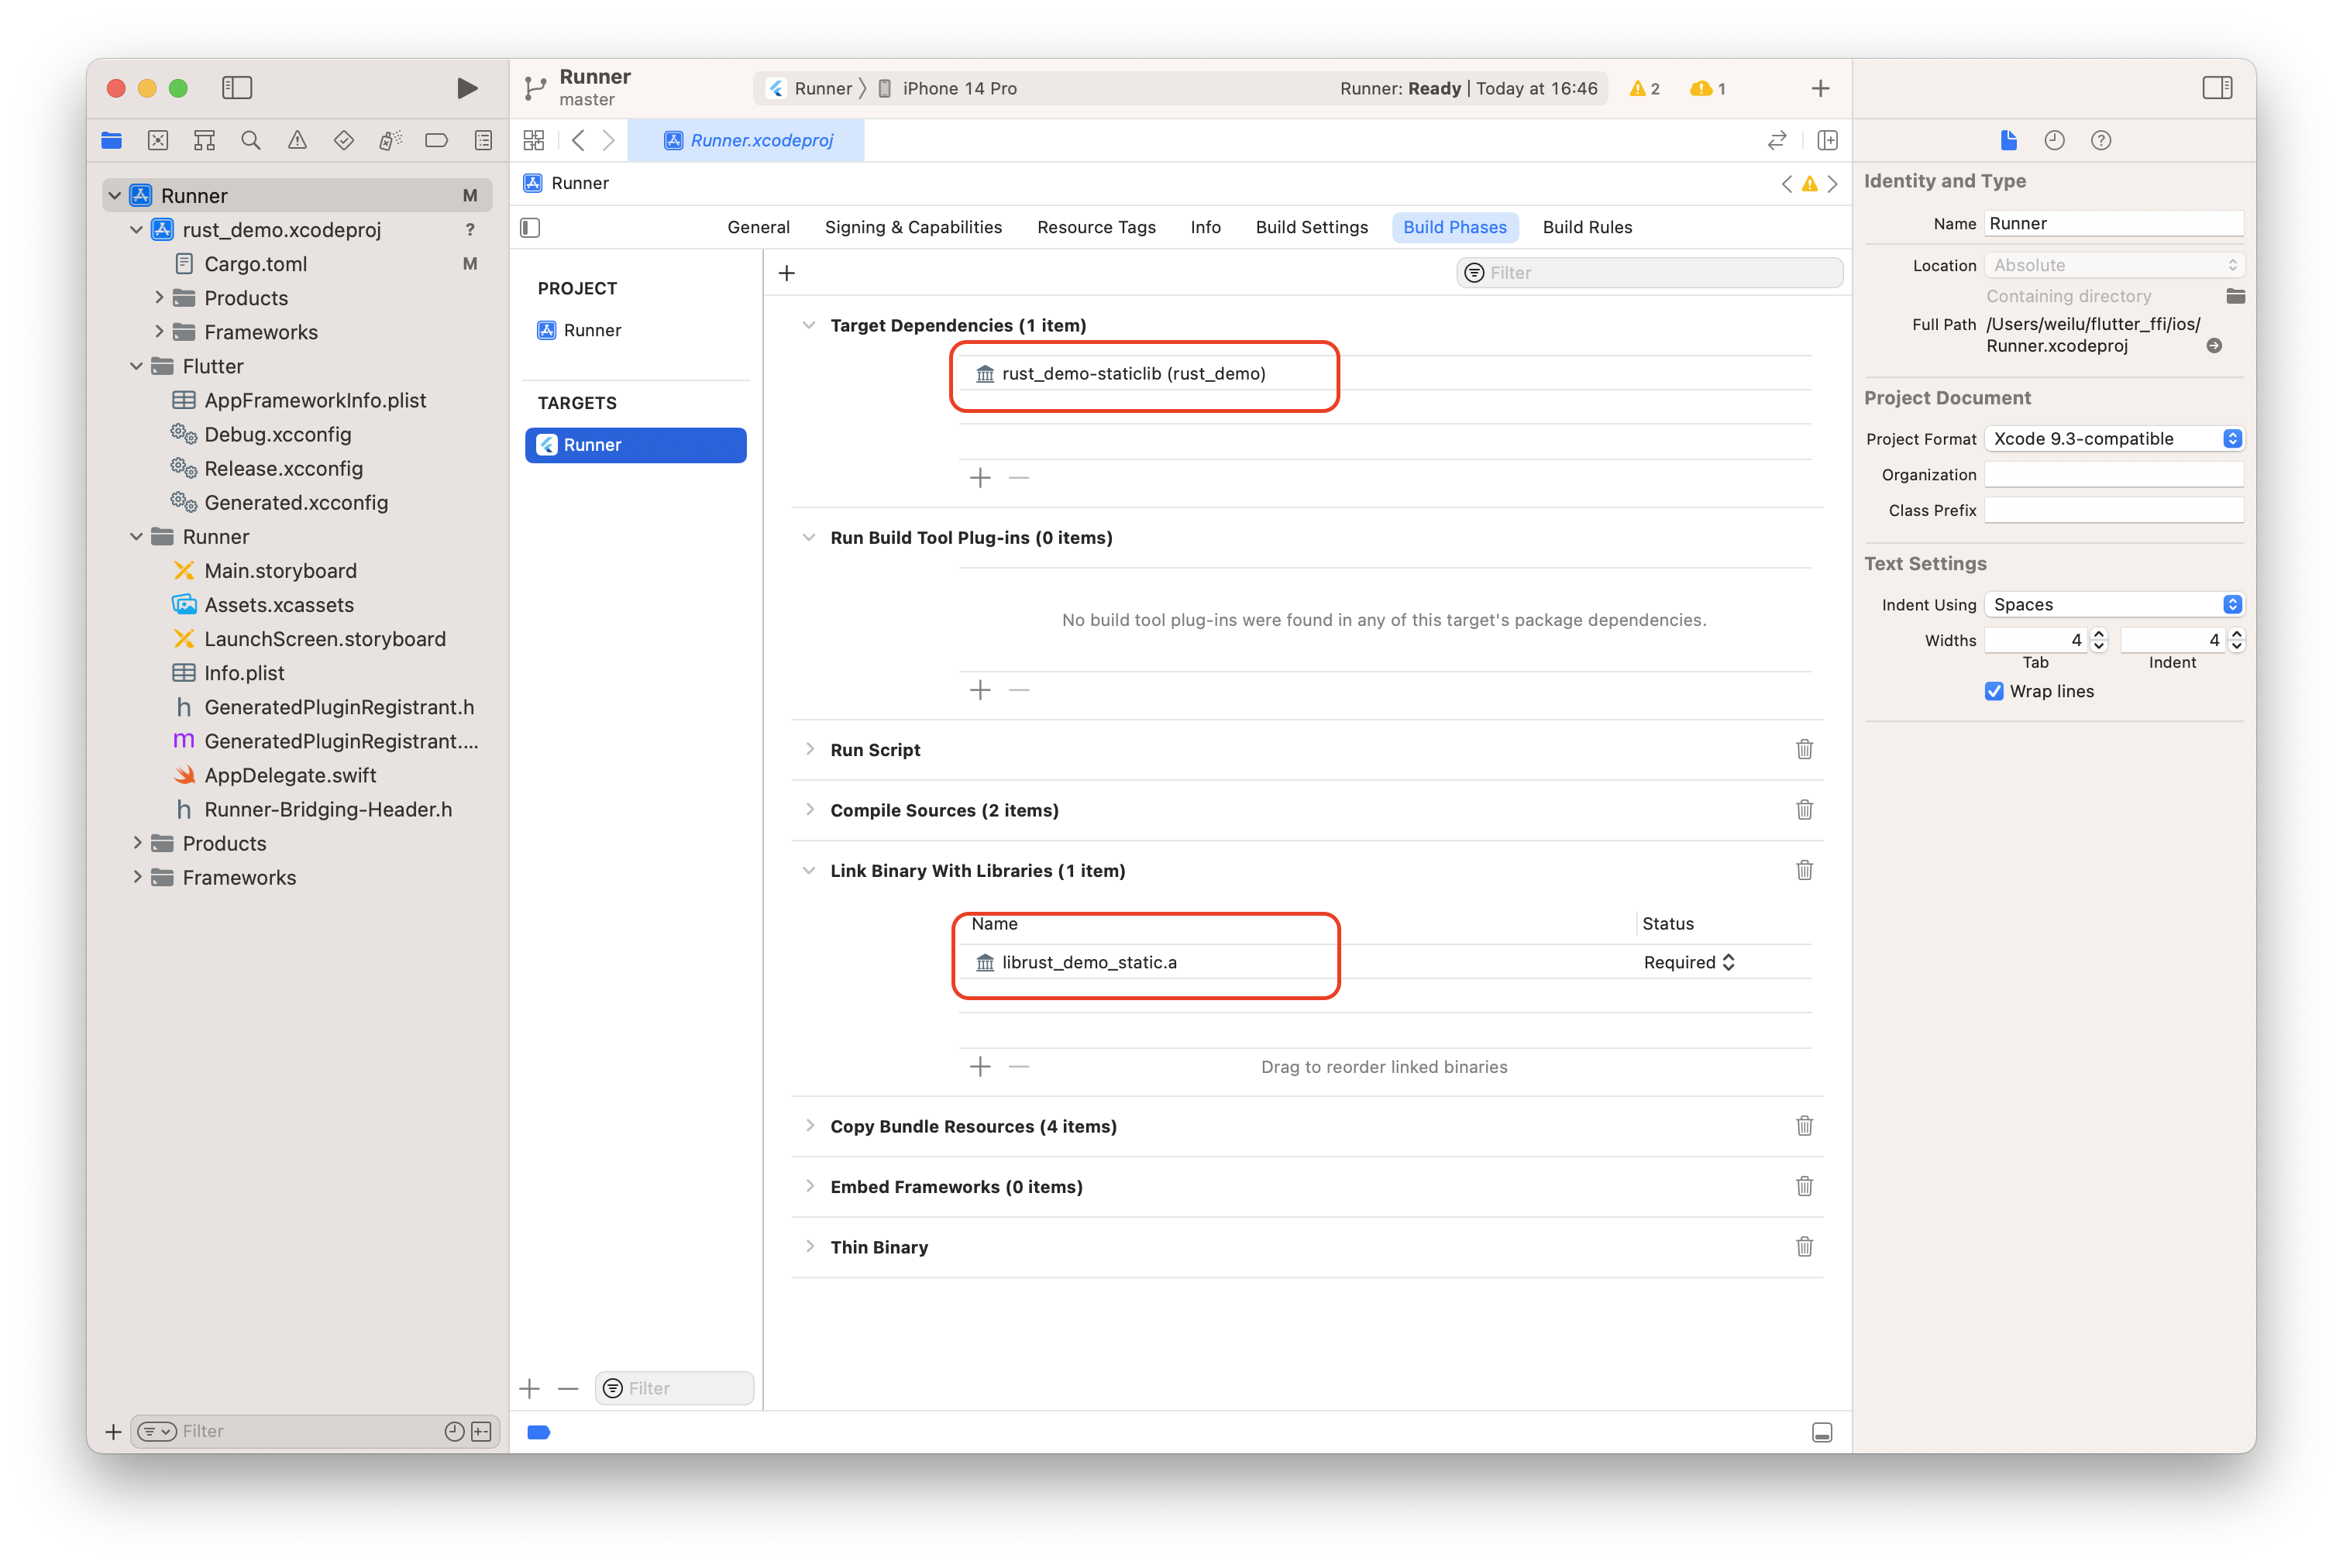 Runner
master
Runner
iPhone 14 Pro
Runner: Ready | Today at 16:46
2
1
Runner.xcodeproj
Runner
General
Signing & Capabilities
Resource Tags
Info
Build Settings
Build Phases
Build Rules
Runner
M
rust_demo.xcodeproj
?
Cargo.toml
M
Products
Frameworks
Flutter
AppFrameworkInfo.plist
Debug.xcconfig
Release.xcconfig
Generated.xcconfig
Runner
Main.storyboard
Assets.xcassets
LaunchScreen.storyboard
Info.plist
h GeneratedPluginRegistrant.h
m GeneratedPluginRegistrant....
AppDelegate.swift
h Runner-Bridging-Header.h
Products
Frameworks
Filter
PROJECT
Runner
TARGETS
Runner
Filter
Filter
Target Dependencies (1 item)
rust_demo-staticlib (rust_demo)
Run Build Tool Plug-ins (0 items)
No build tool plug-ins were found in any of this target's package dependencies.
Run Script
Compile Sources (2 items)
Link Binary With Libraries (1 item)
Name
Status
librust_demo_static.a
Required
Drag to reorder linked binaries
Copy Bundle Resources (4 items)
Embed Frameworks (0 items)
Thin Binary
Identity and Type
Name Runner
Location Absolute
Containing directory
Full Path /Users/weilu/flutter_ffi/ios/
Runner.xcodeproj
Project Document
Project Format Xcode 9.3-compatible
Organization
Class Prefix
Text Settings
Indent Using Spaces
Widths 4 4
Tab Indent
Wrap lines